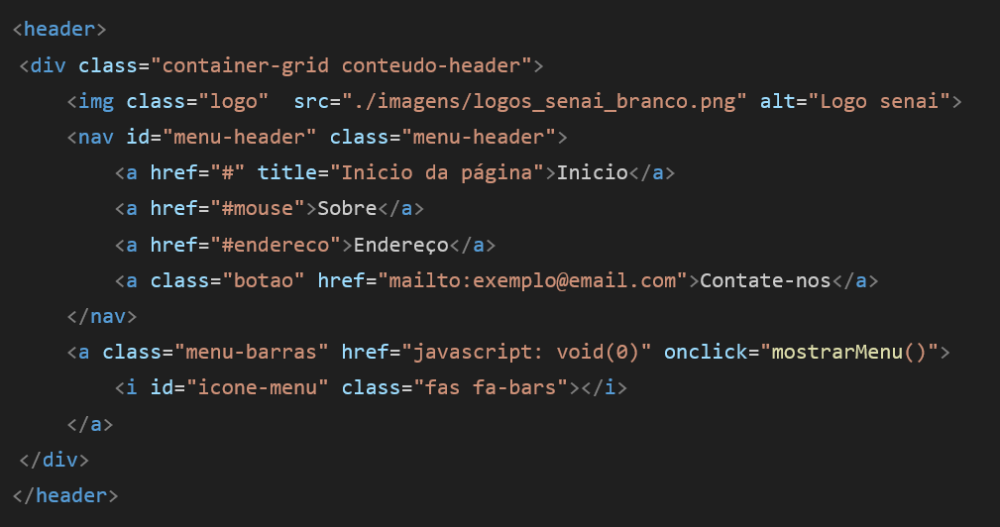 <header>
<div class="container-grid conteudo-header">
<img class="logo"  src="./imagens/logos_senai_branco.png" alt="Logo senai">
<nav id="menu-header" class="menu-header">
<a href="#" title="Inicio da página">Inicio</a>
<a href="#mouse">Sobre</a>
<a href="#endereco">Endereço</a>
<a class="botao" href="mailto:exemplo@email.com">Contate-nos</a>
</nav>
<a class="menu-barras" href="javascript: void(0)" onclick="mostrarMenu()">
<i id="icone-menu" class="fas fa-bars"></i>
</a>
</div>
</header>